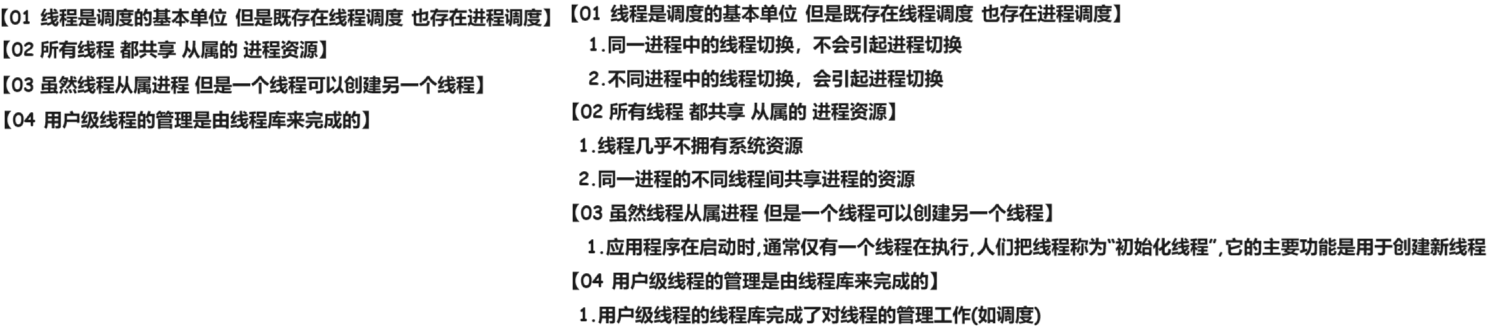 【01 线程是调度的基本单位 但是既存在线程调度 也存在进程调度】
【02 所有线程 都共享 从属的 进程资源】
【03 虽然线程从属进程 但是一个线程可以创建另一个线程】
【04 用户级线程的管理是由线程库来完成的】
【01 线程是调度的基本单位 但是既存在线程调度 也存在进程调度】
1.同一进程中的线程切换，不会引起进程切换
2.不同进程中的线程切换，会引起进程切换
【02 所有线程 都共享 从属的 进程资源】
1.线程几乎不拥有系统资源
2.同一进程的不同线程间共享进程的资源
【03 虽然线程从属进程 但是一个线程可以创建另一个线程】
1.应用程序在启动时,通常仅有一个线程在执行,人们把线程称为“初始化线程”,它的主要功能是用于创建新线程
【04 用户级线程的管理是由线程库来完成的】
1.用户级线程的线程库完成了对线程的管理工作(如调度)